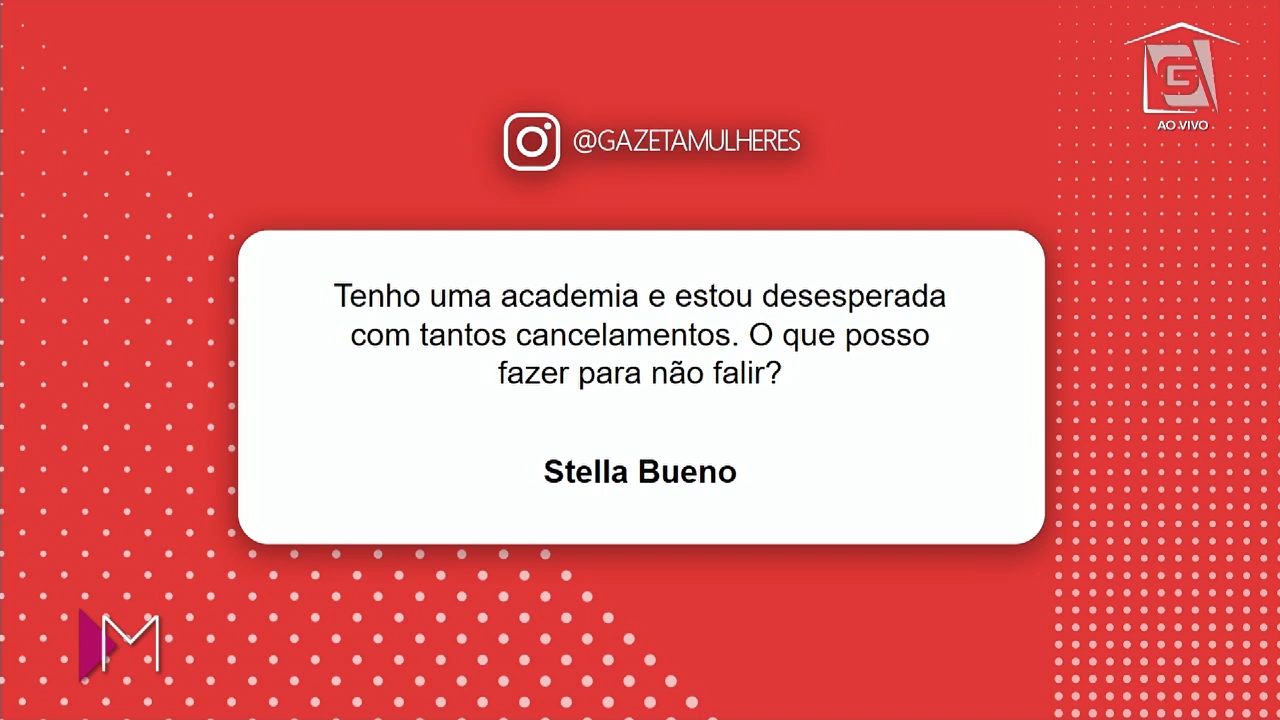 @GAZETAMULHERES
G
AO VIVO
Tenho uma academia e estou desesperada
com tantos cancelamentos. O que posso
fazer para não falir?
Stella Bueno
M